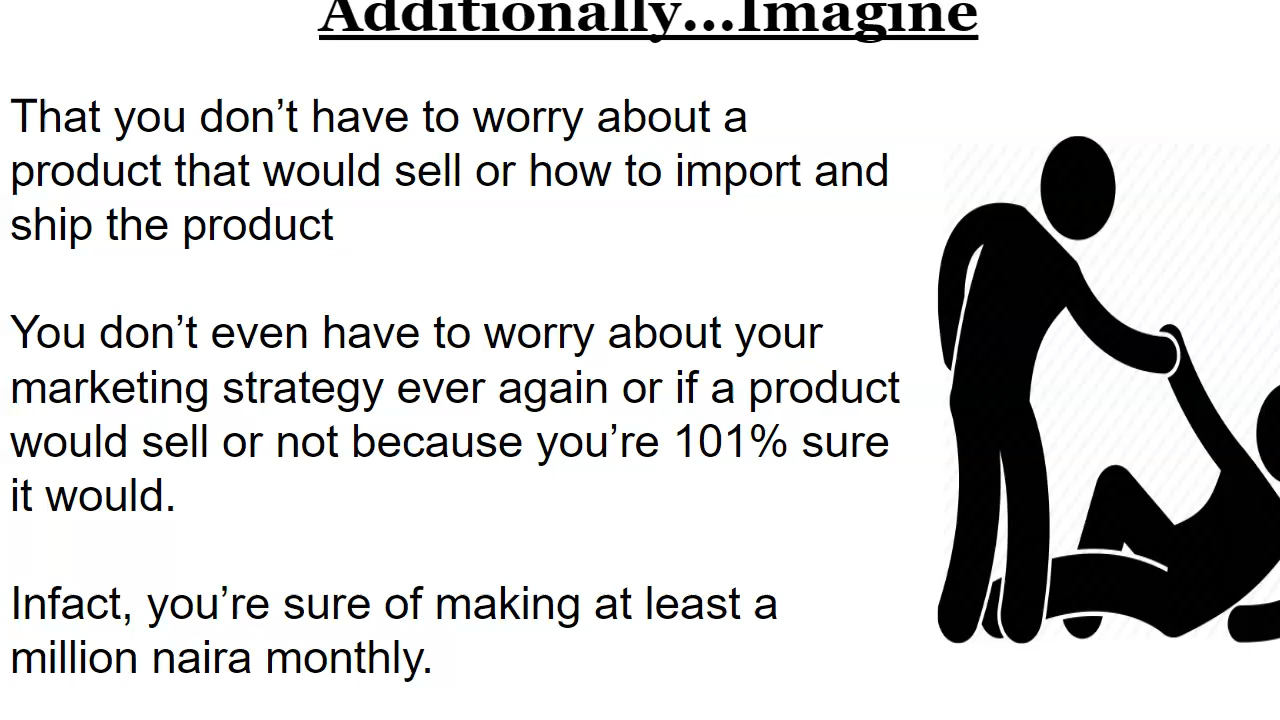 Additionally...Imagine
That you don’t have to worry about a
product that would sell or how to import and
ship the product
You don’t even have to worry about your
marketing strategy ever again or if a product
would sell or not because you’re 101% sure
it would.
Infact, you’re sure of making at least a
million naira monthly.